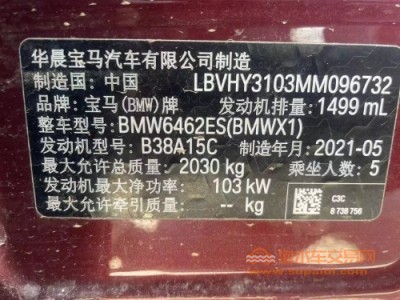 华晨宝马汽车有限公司制造
制造国：中国 LBVHY3103MM096732
品牌：宝马(BMW)牌 发动机排量：1499 mL
整车型号：BMW6462ES(BMWX1)
发动机型号：B38A15C 制造年月：2021-05
最大允许总质量：2030 kg 乘坐人数：5
发动机最大净功率：103 kW
最大允许牵引质量：-- kg
C3C
8 738 756